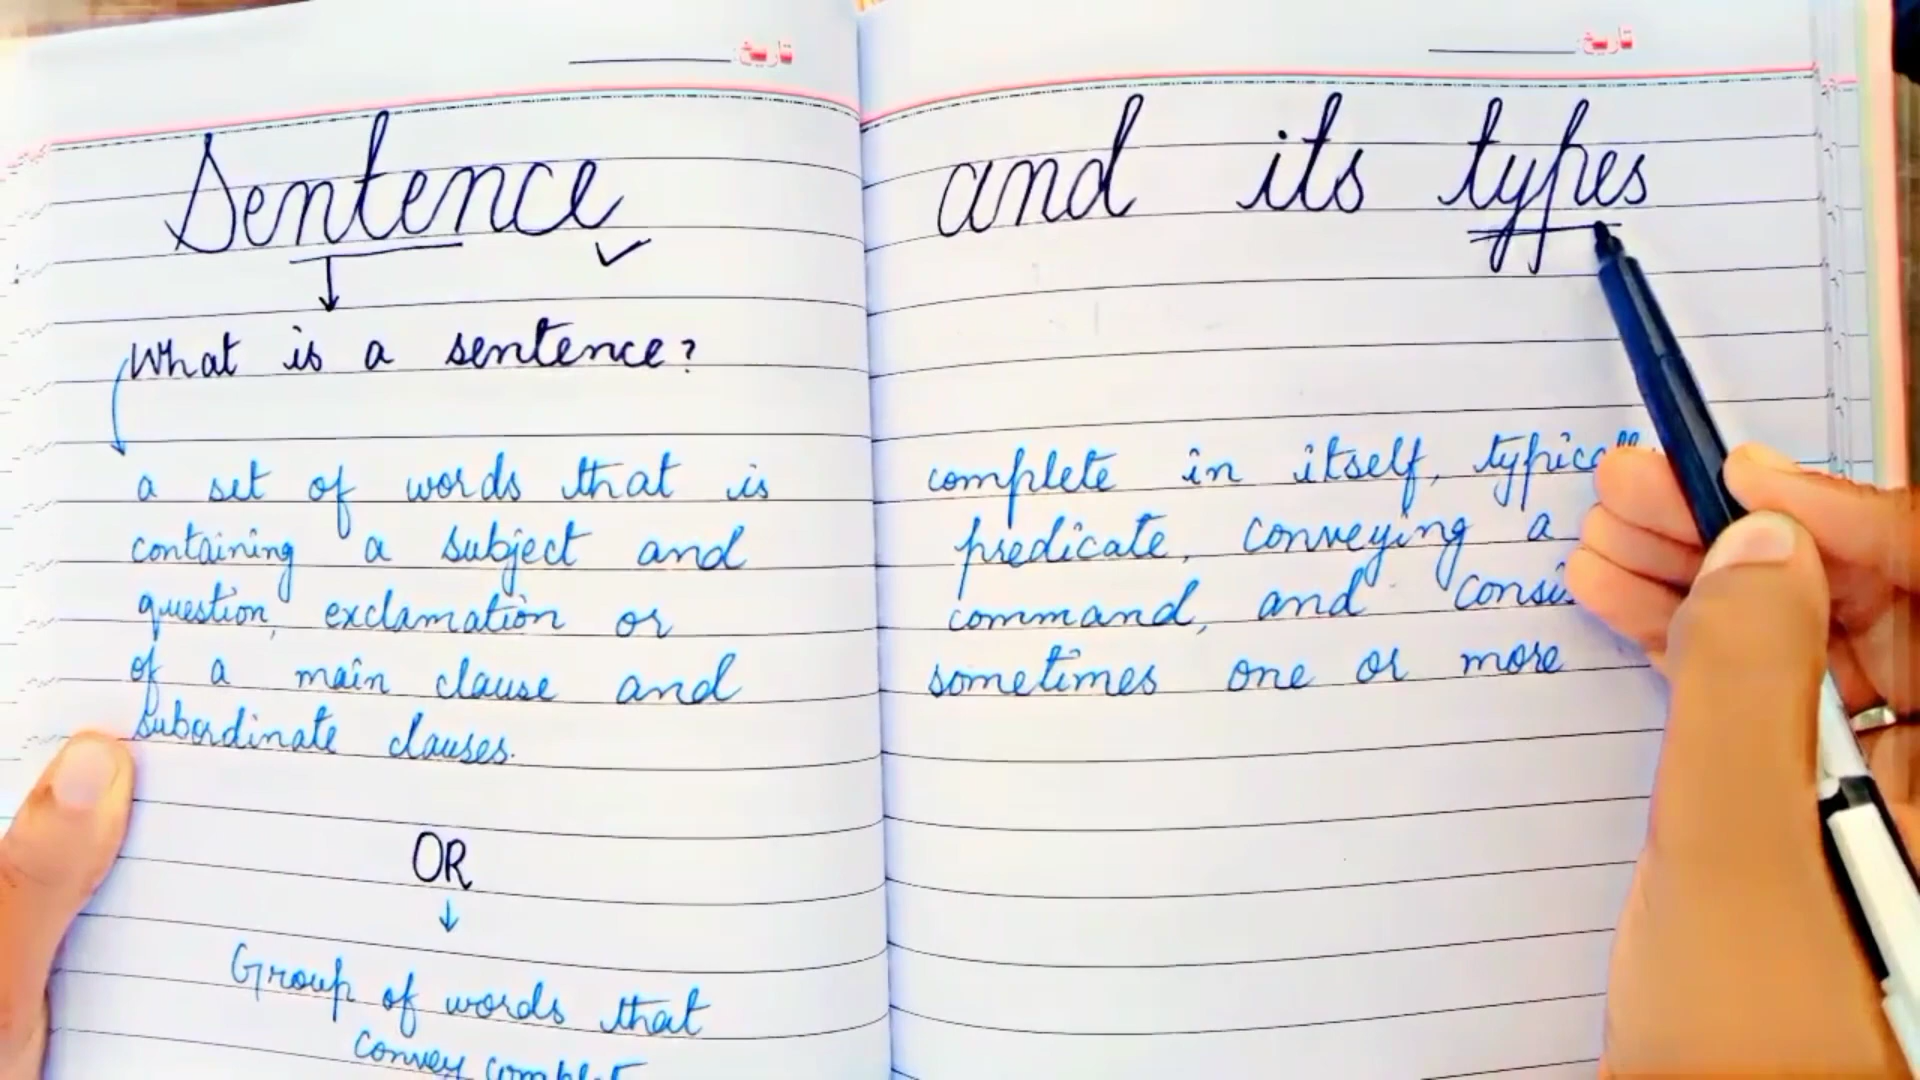 تاریخ: تاریخ:
Sentence and its types
What is a sentence?
a set of words that is complete in itself, typically
containing a subject and predicate, conveying a
question, exclamation or command, and
of a main clause and sometimes one or more
subordinate clauses.
OR
Group of words that
convey